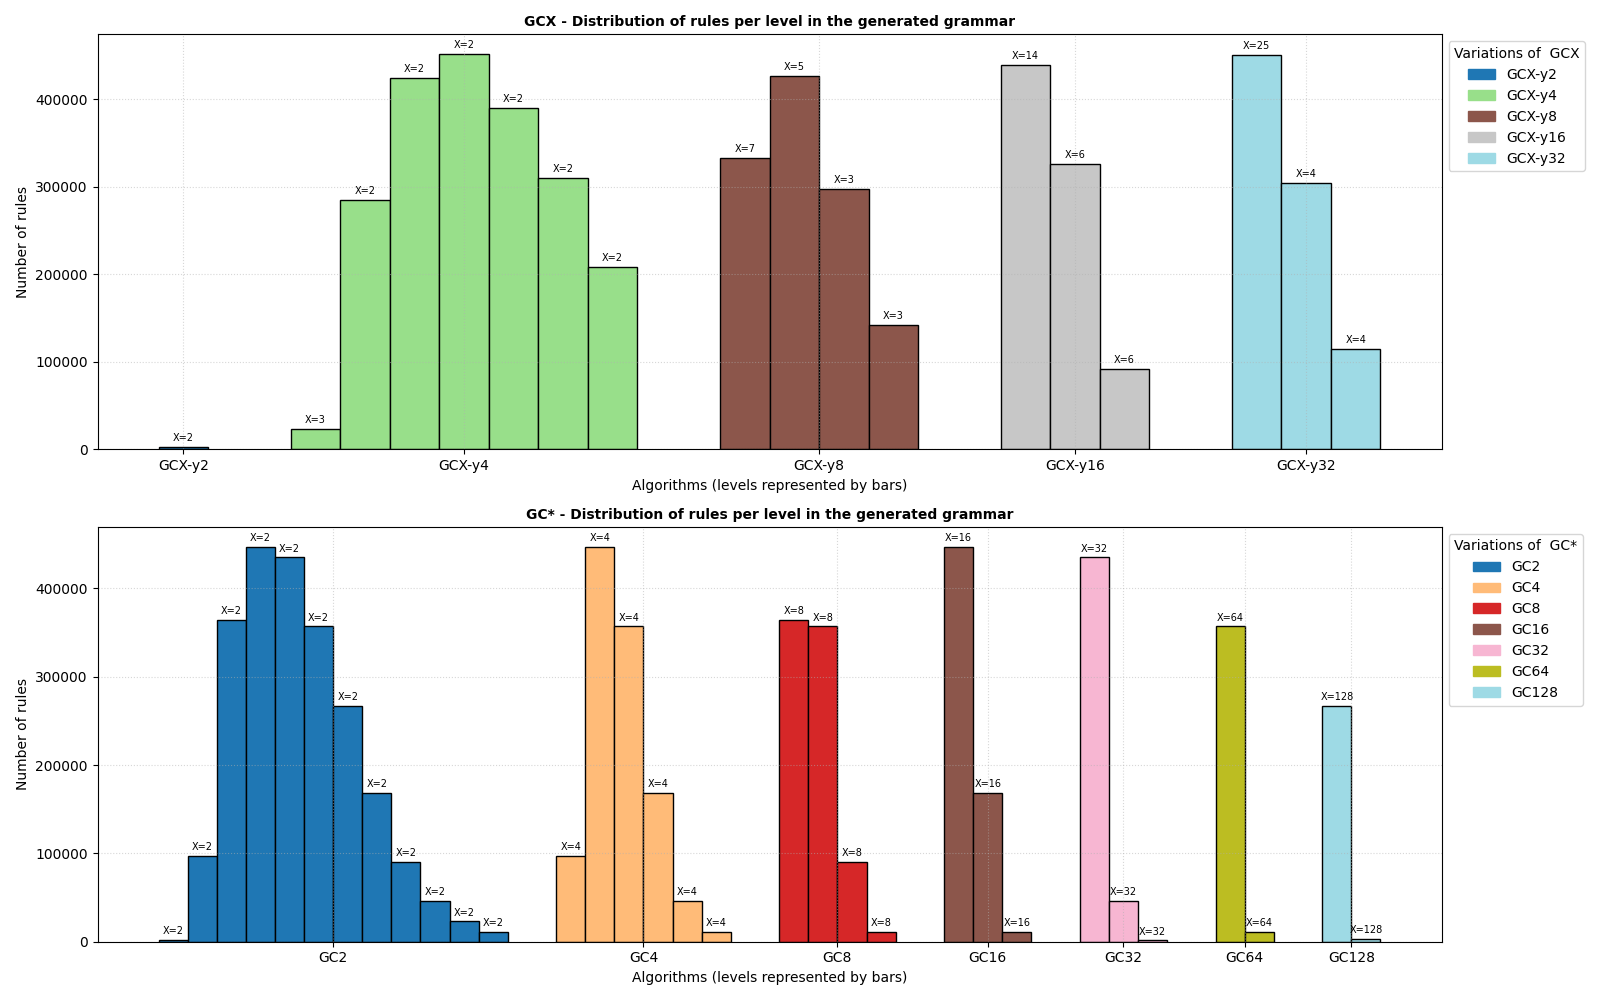 GCX - Distribution of rules per level in the generated grammar
Number of rules
400000
300000
200000
100000
0
X=2
X=3
X=2
X=2
X=2
X=2
X=2
X=2
X=7
X=5
X=3
X=3
X=14
X=6
X=6
X=25
X=4
X=4
GCX-y2
GCX-y4
GCX-y8
GCX-y16
GCX-y32
Algorithms (levels represented by bars)
Variations of  GCX
GCX-y2
GCX-y4
GCX-y8
GCX-y16
GCX-y32
GC* - Distribution of rules per level in the generated grammar
Number of rules
400000
300000
200000
100000
0
X=2
X=2
X=2
X=2
X=2
X=2
X=2
X=2
X=2
X=2
X=2
X=2
X=4
X=4
X=4
X=4
X=4
X=4
X=8
X=8
X=8
X=8
X=16
X=16
X=16
X=32
X=32
X=32
X=64
X=64
X=128
X=128
GC2
GC4
GC8
GC16
GC32
GC64
GC128
Algorithms (levels represented by bars)
Variations of  GC*
GC2
GC4
GC8
GC16
GC32
GC64
GC128